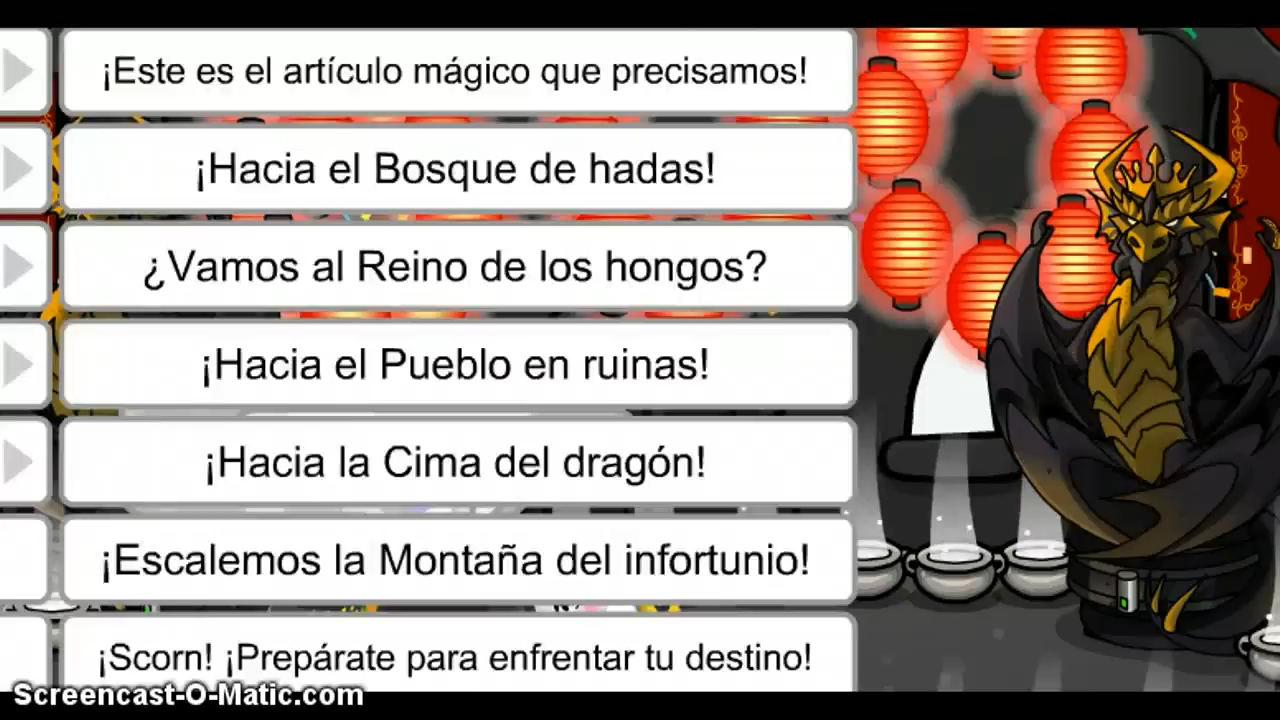 ¡Este es el artículo mágico que precisamos!
¡Hacia el Bosque de hadas!
¿Vamos al Reino de los hongos?
¡Hacia el Pueblo en ruinas!
¡Hacia la Cima del dragón!
¡Escalemos la Montaña del infortunio!
¡Scorn! ¡Prepárate para enfrentar tu destino!
Screencast-O-Matic.com